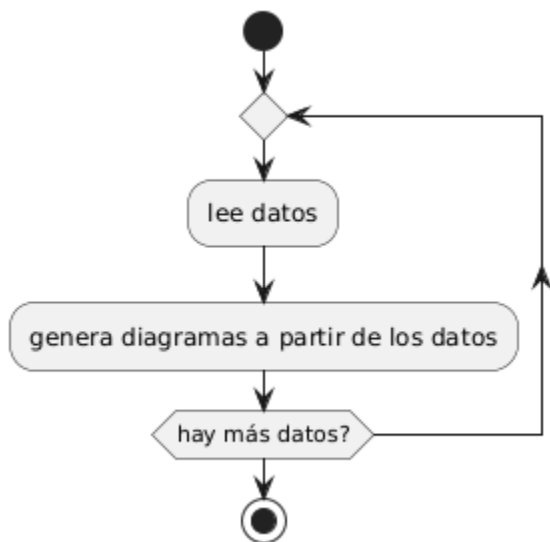 lee datos
genera diagramas a partir de los datos
hay más datos?